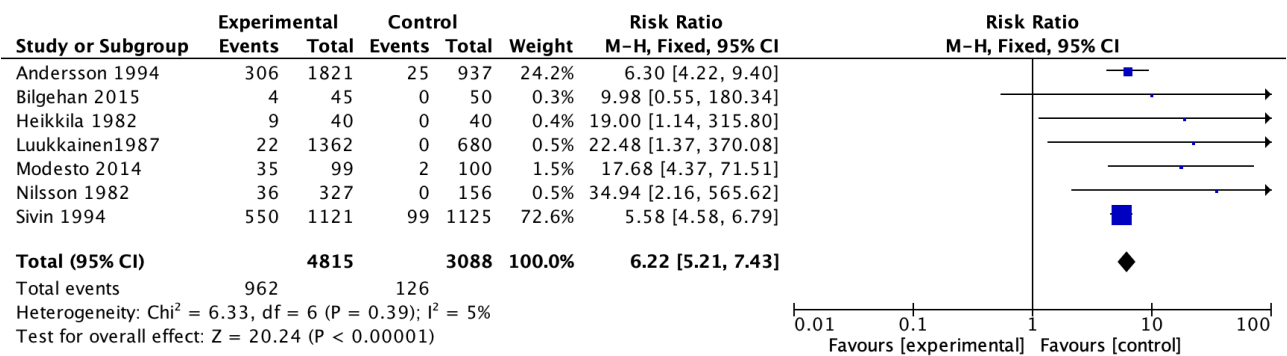 Experimental Control Risk Ratio Risk Ratio
Study or Subgroup Events Total Events Total Weight M-H, Fixed, 95% CI M-H, Fixed, 95% CI
Andersson 1994 306 1821 25 937 24.2% 6.30 [4.22, 9.40]
Bilgehan 2015 4 45 0 50 0.3% 9.98 [0.55, 180.34]
Heikkila 1982 9 40 0 40 0.4% 19.00 [1.14, 315.80]
Luukkainen1987 22 1362 0 680 0.5% 22.48 [1.37, 370.08]
Modesto 2014 35 99 2 100 1.5% 17.68 [4.37, 71.51]
Nilsson 1982 36 327 0 156 0.5% 34.94 [2.16, 565.62]
Sivin 1994 550 1121 99 1125 72.6% 5.58 [4.58, 6.79]
Total (95% CI) 4815 3088 100.0% 6.22 [5.21, 7.43]
Total events 962 126
Heterogeneity: Chi² = 6.33, df = 6 (P = 0.39); I² = 5%
Test for overall effect: Z = 20.24 (P < 0.00001)
0.01 0.1 1 10 100
Favours [experimental] Favours [control]